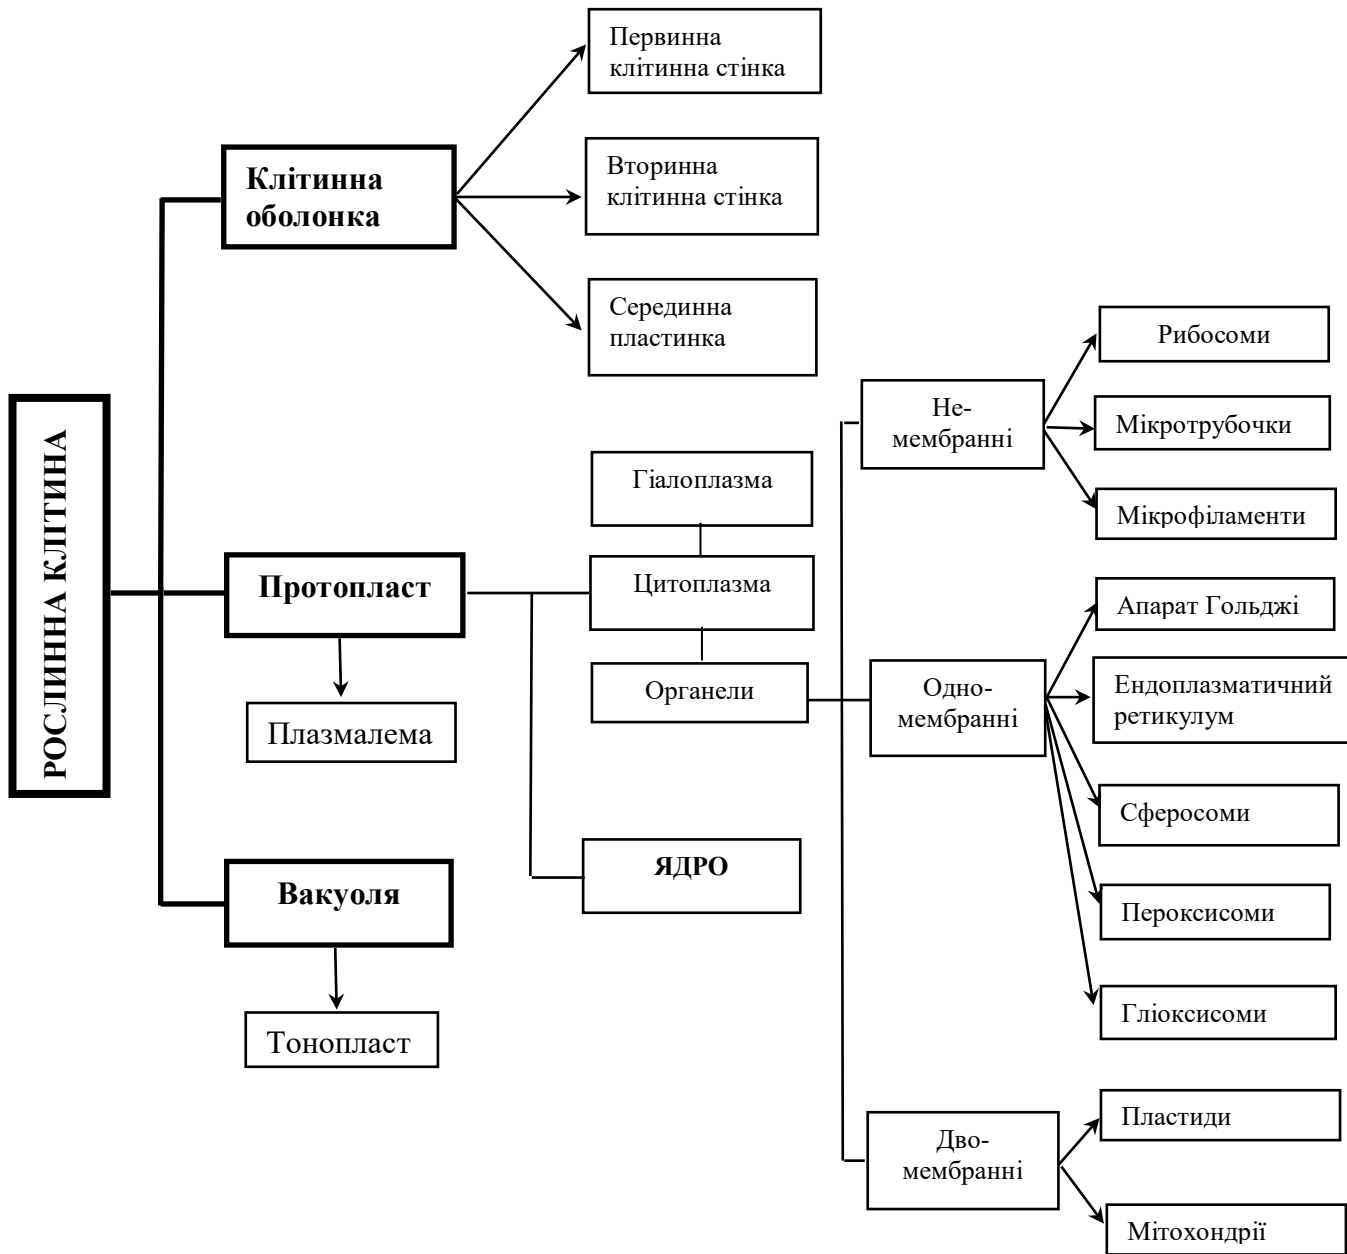 РОСЛИННА КЛІТИНА
Клітинна
оболонка
Первинна
клітинна стінка
Вторинна
клітинна стінка
Серединна
пластинка
Протопласт
Плазмалема
Вакуоля
Тонопласт
Гіалоплазма
Цитоплазма
Органели
ЯДРО
Не-
мембранні
Рибосоми
Мікротрубочки
Мікрофіламенти
Одно-
мембранні
Апарат Гольджі
Ендоплазматичний
ретикулум
Сферосоми
Пероксисоми
Гліоксисоми
Дво-
мембранні
Пластиди
Мітохондрії